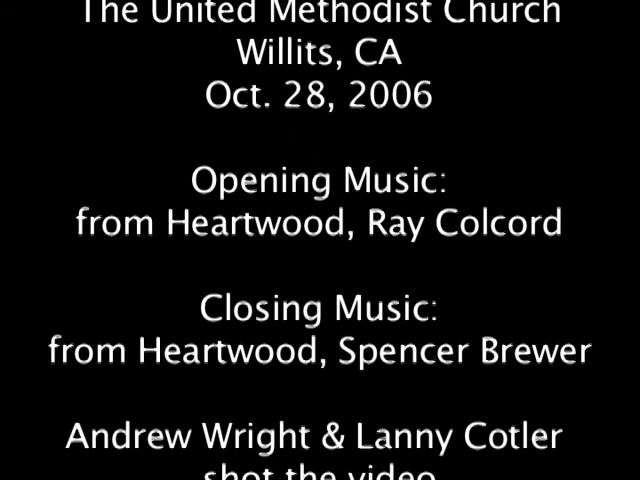 The United Methodist Church
Willits, CA
Oct. 28, 2006
Opening Music:
from Heartwood, Ray Colcord
Closing Music:
from Heartwood, Spencer Brewer
Andrew Wright & Lanny Cotler
shot the video